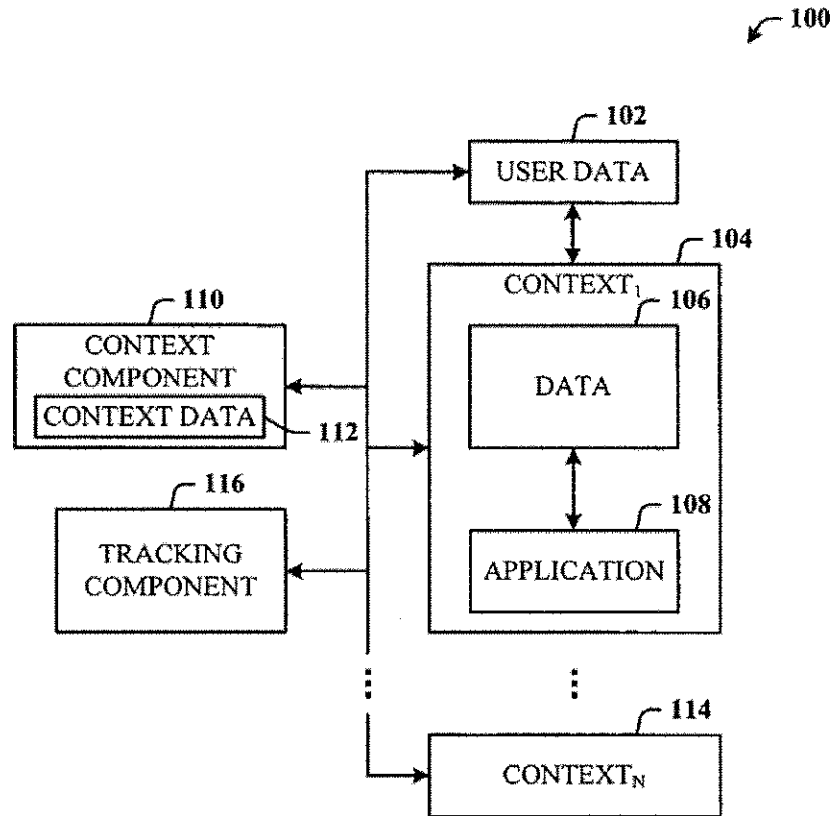 100
102
USER DATA
104
CONTEXT1
106
DATA
110
CONTEXT
COMPONENT
CONTEXT DATA
112
116
TRACKING
COMPONENT
108
APPLICATION
114
CONTEXTN